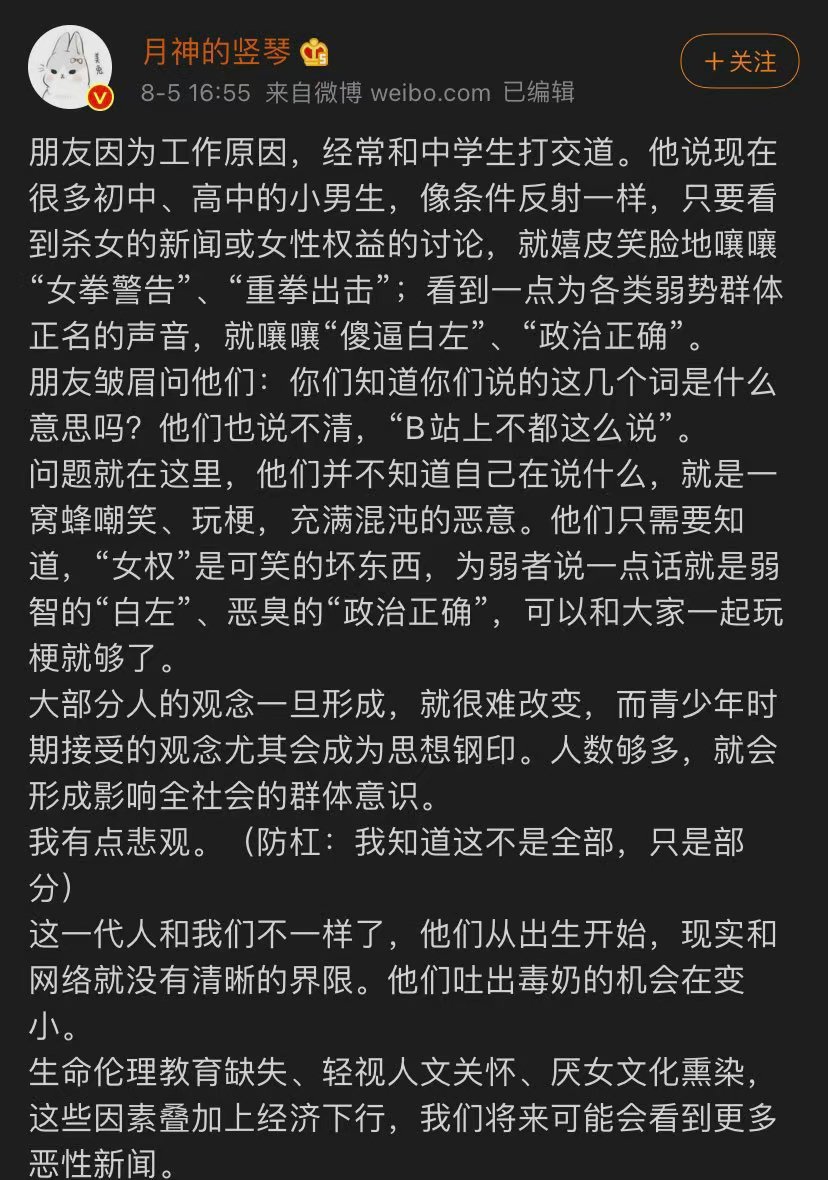 月神的竖琴
8-5 16:55 来自微博 weibo.com 已编辑
+关注
朋友因为工作原因，经常和中学生打交道。他说现在
很多初中、高中的小男生，像条件反射一样，只要看
到杀女的新闻或女性权益的讨论，就嬉皮笑脸地嚷嚷
“女拳警告”、“重拳出击”；看到一点为各类弱势群体
正名的声音，就嚷嚷“傻逼白左”、“政治正确”。
朋友皱眉问他们：你们知道你们说的这几个词是什么
意思吗？他们也说不清，“B站上不都这么说”。
问题就在这里，他们并不知道自己在说什么，就是一
窝蜂嘲笑、玩梗，充满混沌的恶意。他们只需要知
道，“女权”是可笑的坏东西，为弱者说一点话就是弱
智的“白左”、恶臭的“政治正确”，可以和大家一起玩
梗就够了。
大部分人的观念一旦形成，就很难改变，而青少年时
期接受的观念尤其会成为思想钢印。人数够多，就会
形成影响全社会的群体意识。
我有点悲观。（防杠：我知道这不是全部，只是部
分）
这一代人和我们不一样了，他们从出生开始，现实和
网络就没有清晰的界限。他们吐出毒奶的机会在变
小。
生命伦理教育缺失、轻视人文关怀、厌女文化熏染，
这些因素叠加上经济下行，我们将来可能会看到更多
恶性新闻。